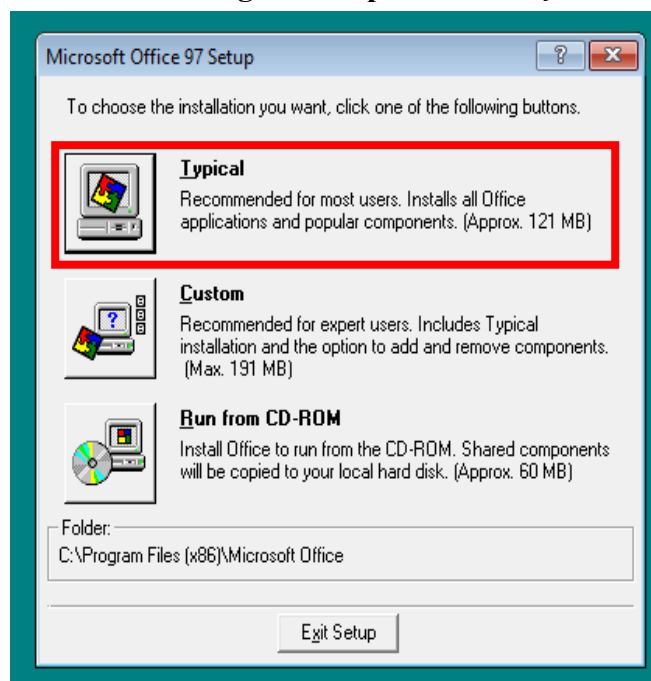 Microsoft Office 97 Setup
To choose the installation you want, click one of the following buttons.
Typical
Recommended for most users. Installs all Office
applications and popular components. (Approx. 121 MB)
Custom
Recommended for expert users. Includes Typical
installation and the option to add and remove components.
(Max. 191 MB)
Run from CD-ROM
Install Office to run from the CD-ROM. Shared components
will be copied to your local hard disk. (Approx. 60 MB)
Folder:
C:\Program Files (x86)\Microsoft Office
Exit Setup